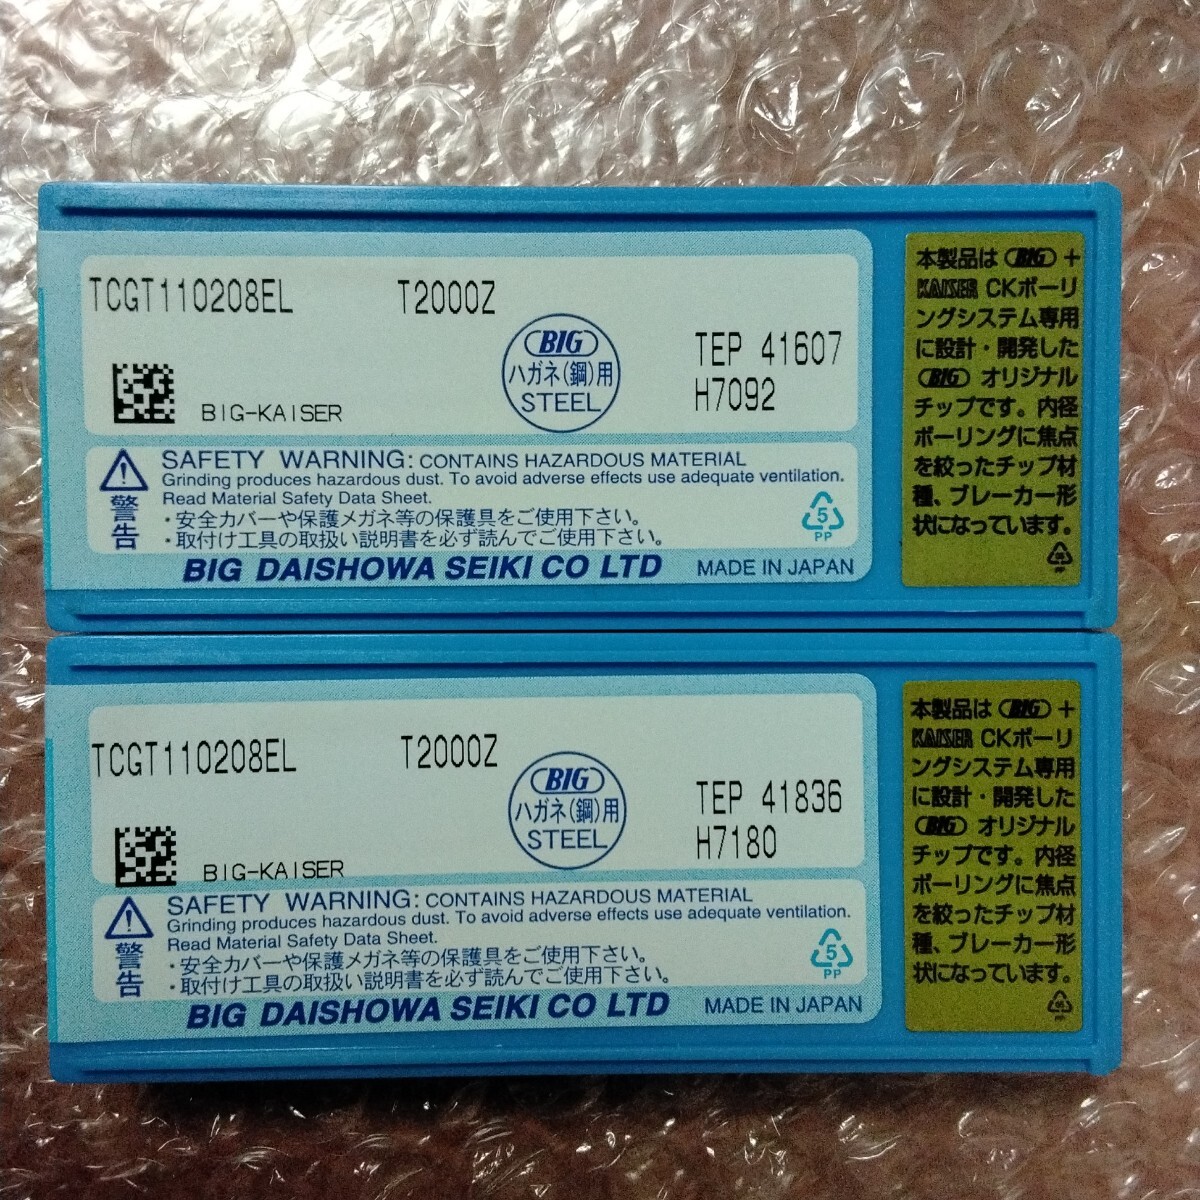 TCGT110208EL T2000Z
BIG
ハガネ(鋼)用
STEEL
TEP 41607
H7092
BIG-KAISER
警告
SAFETY WARNING: CONTAINS HAZARDOUS MATERIAL
Grinding produces hazardous dust. To avoid adverse effects use adequate ventilation.
Read Material Safety Data Sheet.
・安全カバーや保護メガネ等の保護具をご使用下さい。
・取付け工具の取扱い説明書を必ず読んでご使用下さい。
5
PP
BIG DAISHOWA SEIKI CO LTD MADE IN JAPAN
本製品は BIG +
KAISER CKボーリ
ングシステム専用
に設計・開発した
BIG オリジナル
チップです。内径
ボーリングに焦点
を絞ったチップ材
種、ブレーカー形
状になっています。
TCGT110208EL T2000Z
BIG
ハガネ(鋼)用
STEEL
TEP 41836
H7180
BIG-KAISER
警告
SAFETY WARNING: CONTAINS HAZARDOUS MATERIAL
Grinding produces hazardous dust. To avoid adverse effects use adequate ventilation.
Read Material Safety Data Sheet.
・安全カバーや保護メガネ等の保護具をご使用下さい。
・取付け工具の取扱い説明書を必ず読んでご使用下さい。
5
PP
BIG DAISHOWA SEIKI CO LTD MADE IN JAPAN
本製品は BIG +
KAISER CKボーリ
ングシステム専用
に設計・開発した
BIG オリジナル
チップです。内径
ボーリングに焦点
を絞ったチップ材
種、ブレーカー形
状になっています。